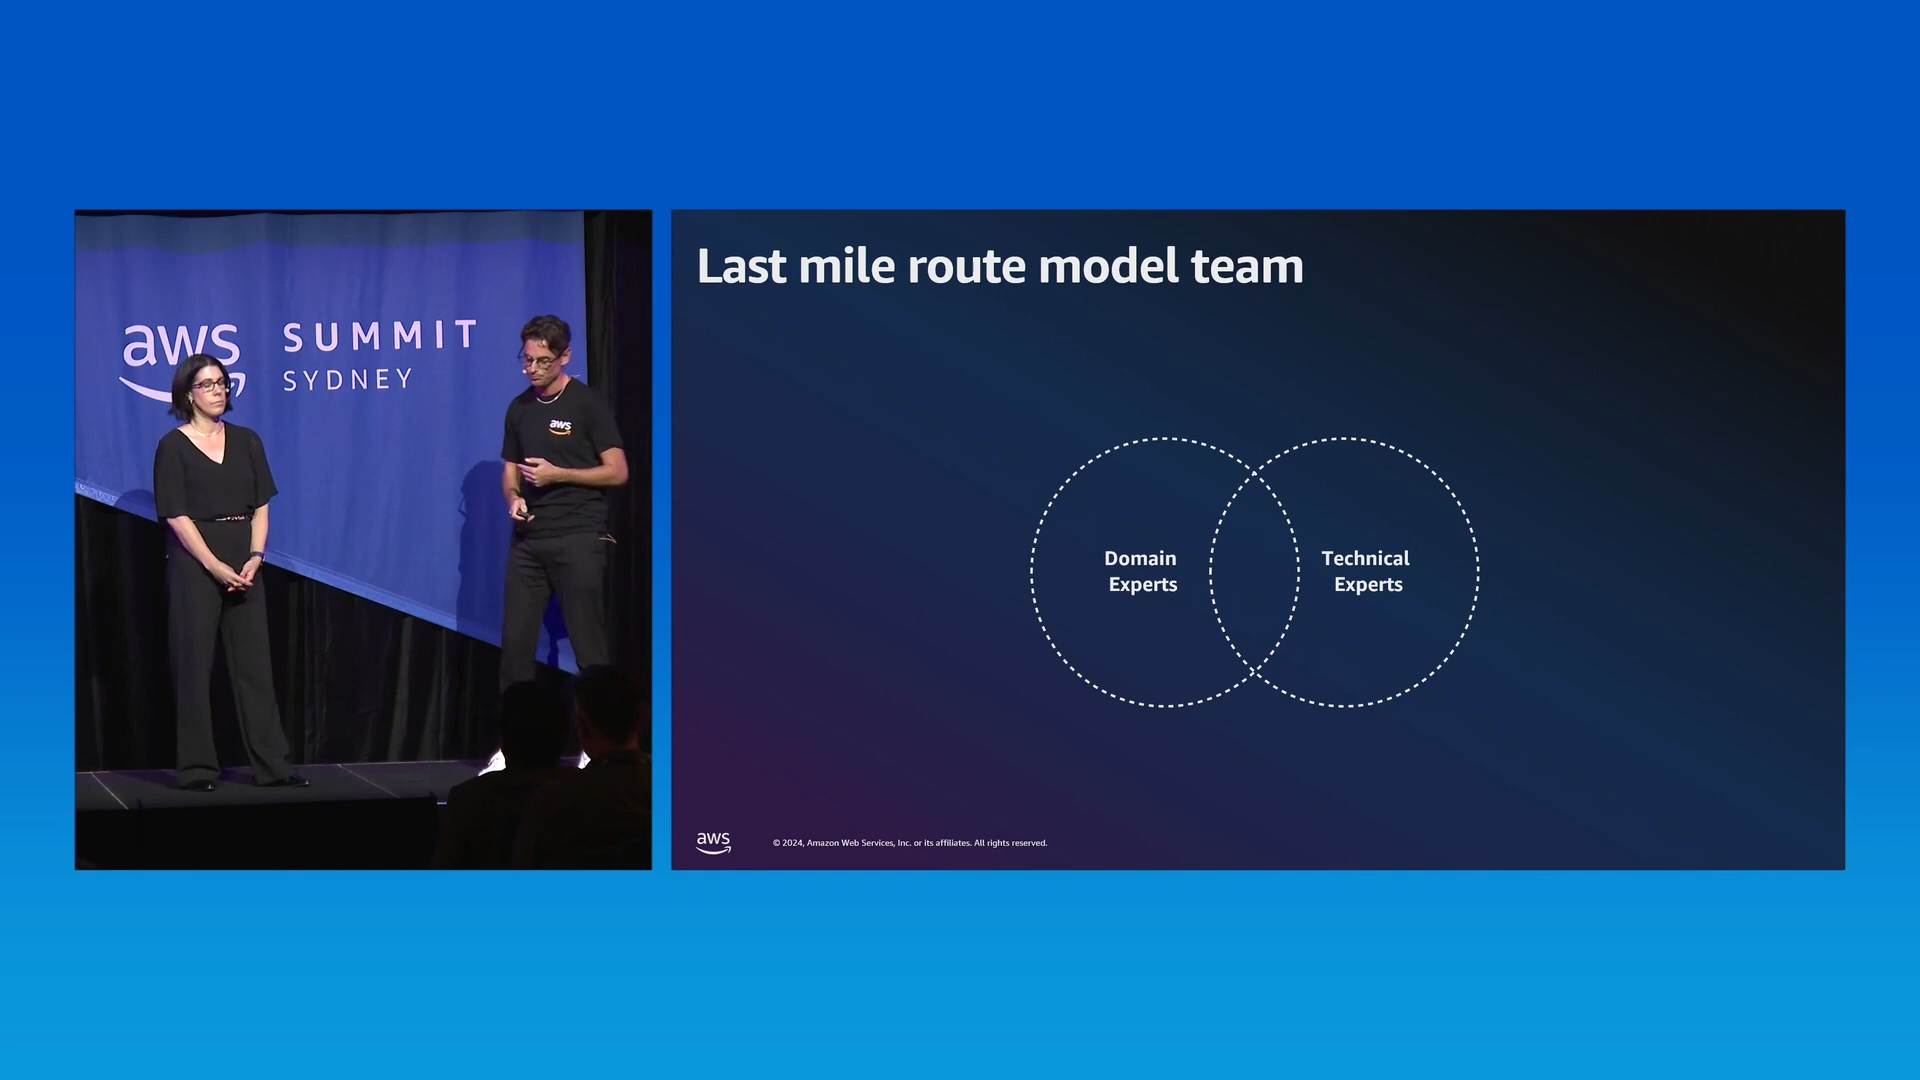 aws
SUMMIT
SYDNEY
aws
Last mile route model team
Domain
Experts
Technical
Experts
aws
© 2024, Amazon Web Services, Inc. or its affiliates. All rights reserved.